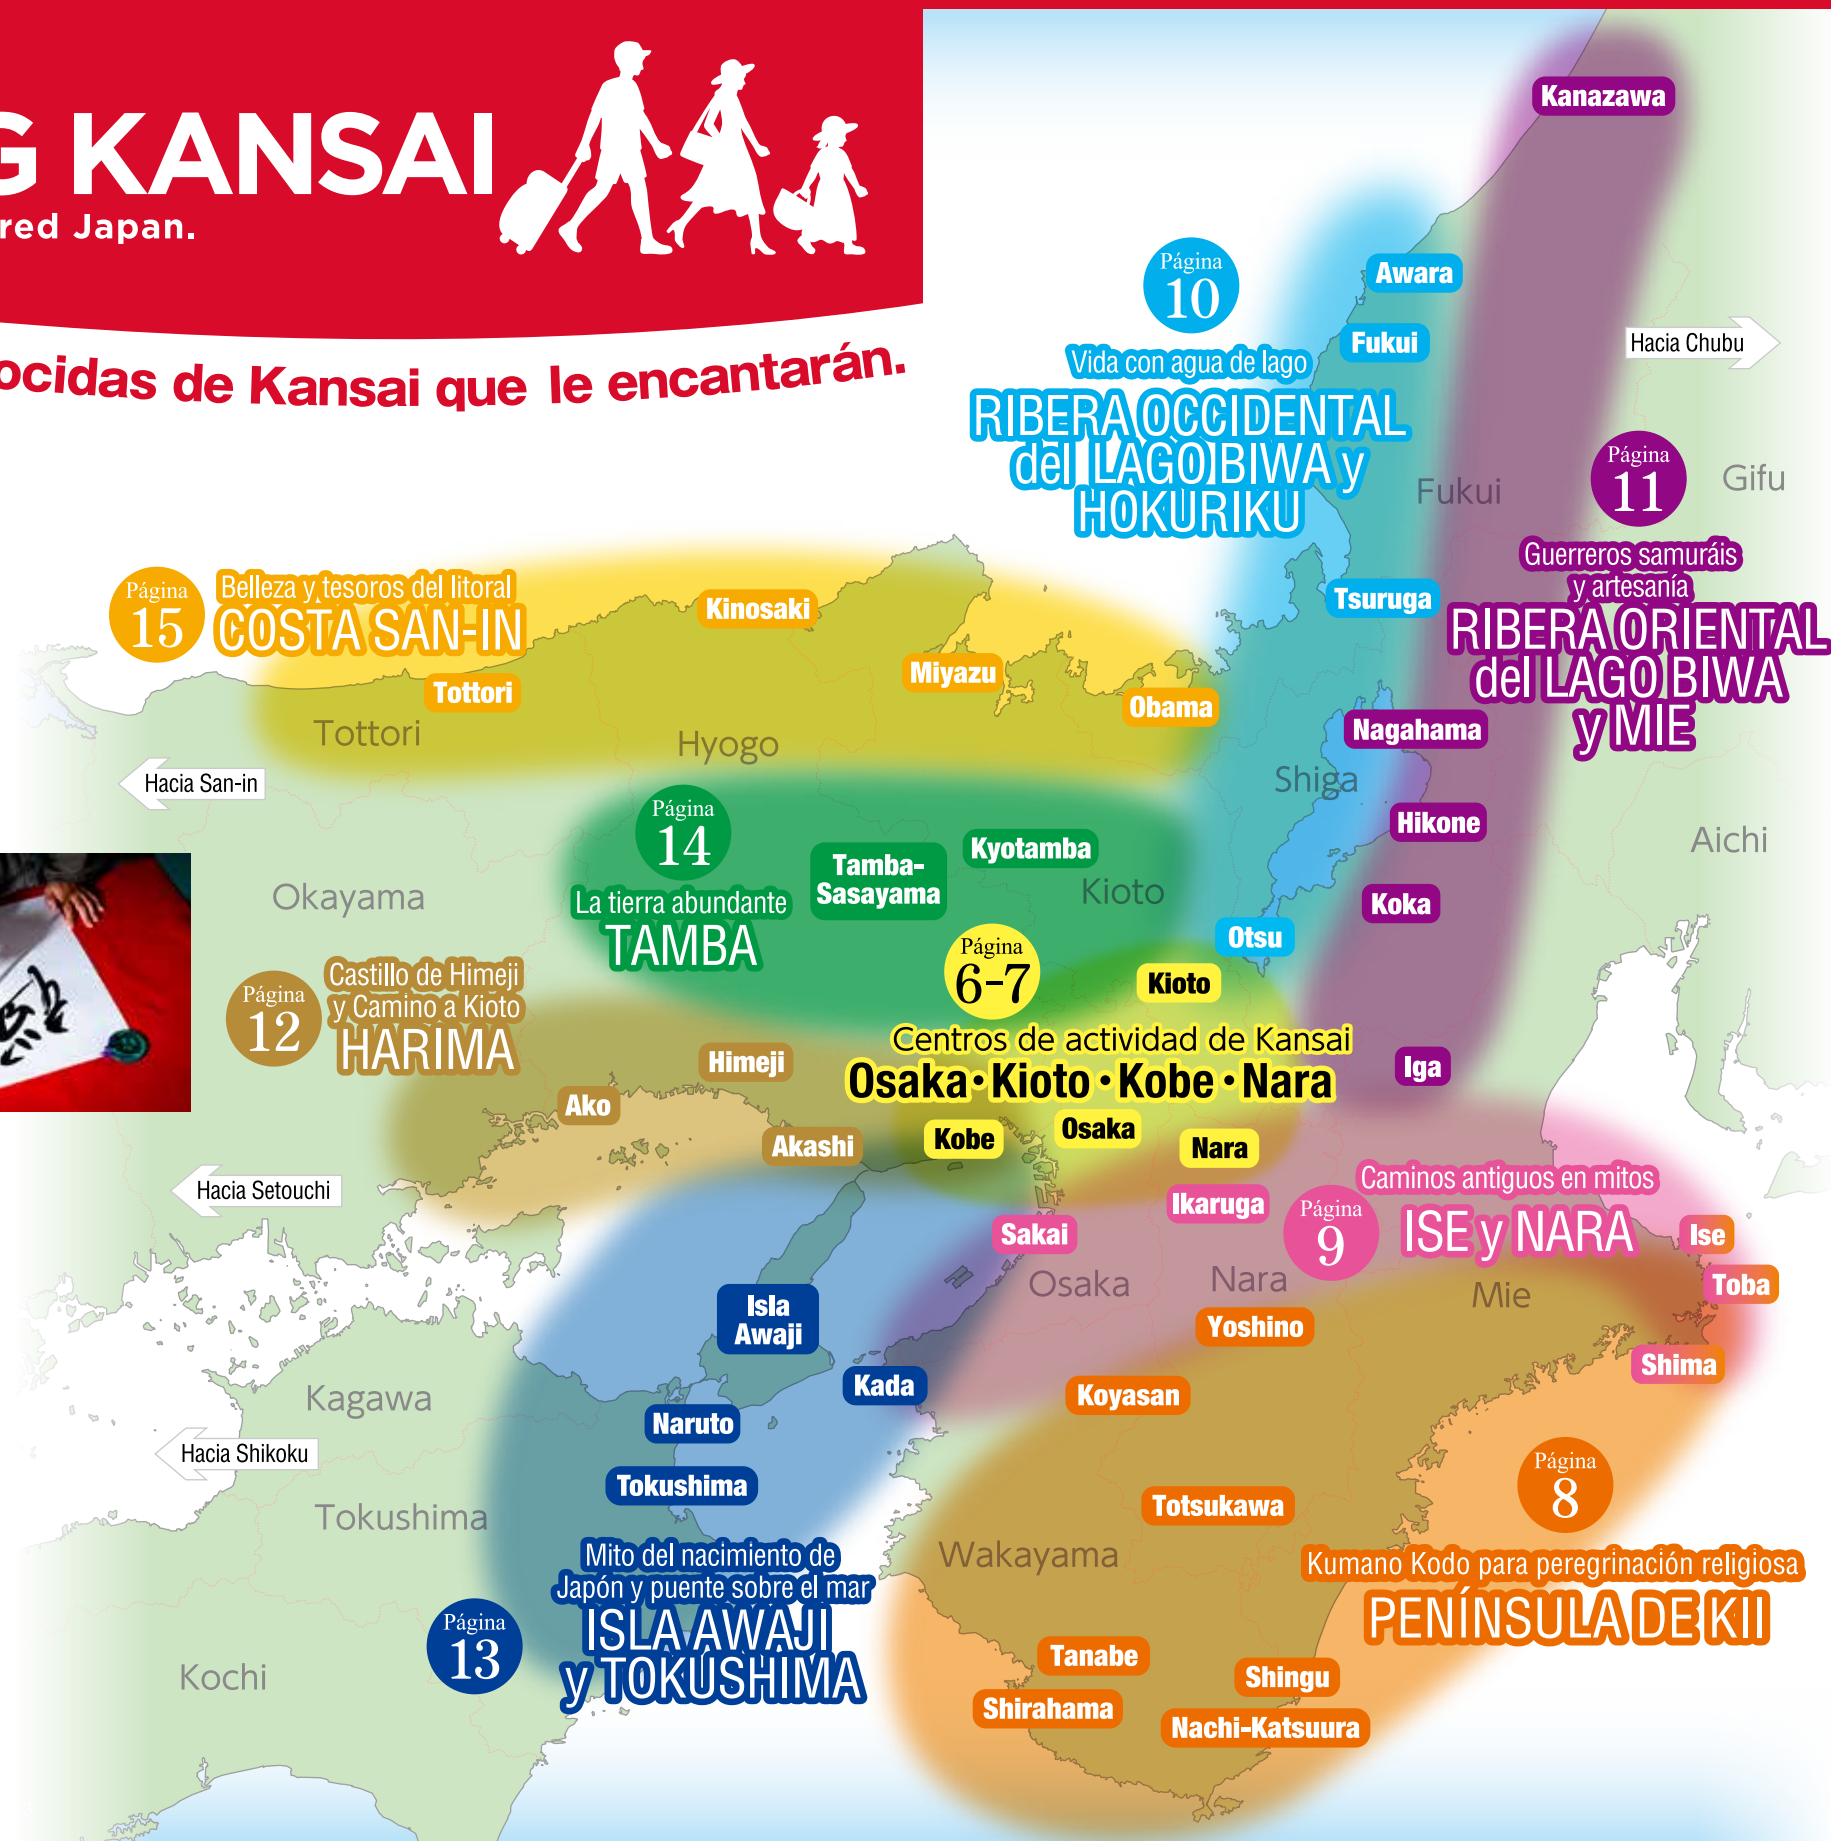 G KANSAI
red Japan.
ocidas de Kansai que le encantarán.
Kanazawa
Página
10
Vida con agua de lago
RIBERA OCCIDENTAL
del LAGO BIWA y
HOKURIKU
Awara
Fukui
Hacia Chubu
Fukui
Página
11
Gifu
Guerreros samuráis
y artesanía
RIBERA ORIENTAL
del LAGO BIWA
y MIE
Tsuruga
Página
15
Belleza y tesoros del litoral
COSTA SAN-IN
Kinosaki
Tottori
Miyazu
Obama
Tottori
Hyogo
Nagahama
Shiga
Hacia San-in
Hikone
Aichi
Página
14
La tierra abundante
TAMBA
Tamba-
Sasayama
Kyotamba
Kioto
Okayama
Koka
Otsu
Página
12
Castillo de Himeji
y Camino a Kioto
HARIMA
Página
6-7
Kioto
Centros de actividad de Kansai
Osaka・Kioto・Kobe・Nara
Himeji
Iga
Ako
Akashi
Kobe
Osaka
Nara
Hacia Setouchi
Ikaruga
Página
9
Caminos antiguos en mitos
ISE y NARA
Sakai
Ise
Osaka
Nara
Mie
Toba
Isla
Awaji
Yoshino
Shima
Kagawa
Kada
Koyasan
Naruto
Hacia Shikoku
Tokushima
Tokushima
Totsukawa
Página
8
Kumano Kodo para peregrinación religiosa
PENÍNSULA DE KII
Wakayama
Mito del nacimiento de
Japón y puente sobre el mar
ISLA AWAJI
y TOKUSHIMA
Página
13
Kochi
Tanabe
Shingu
Shirahama
Nachi-Katsuura